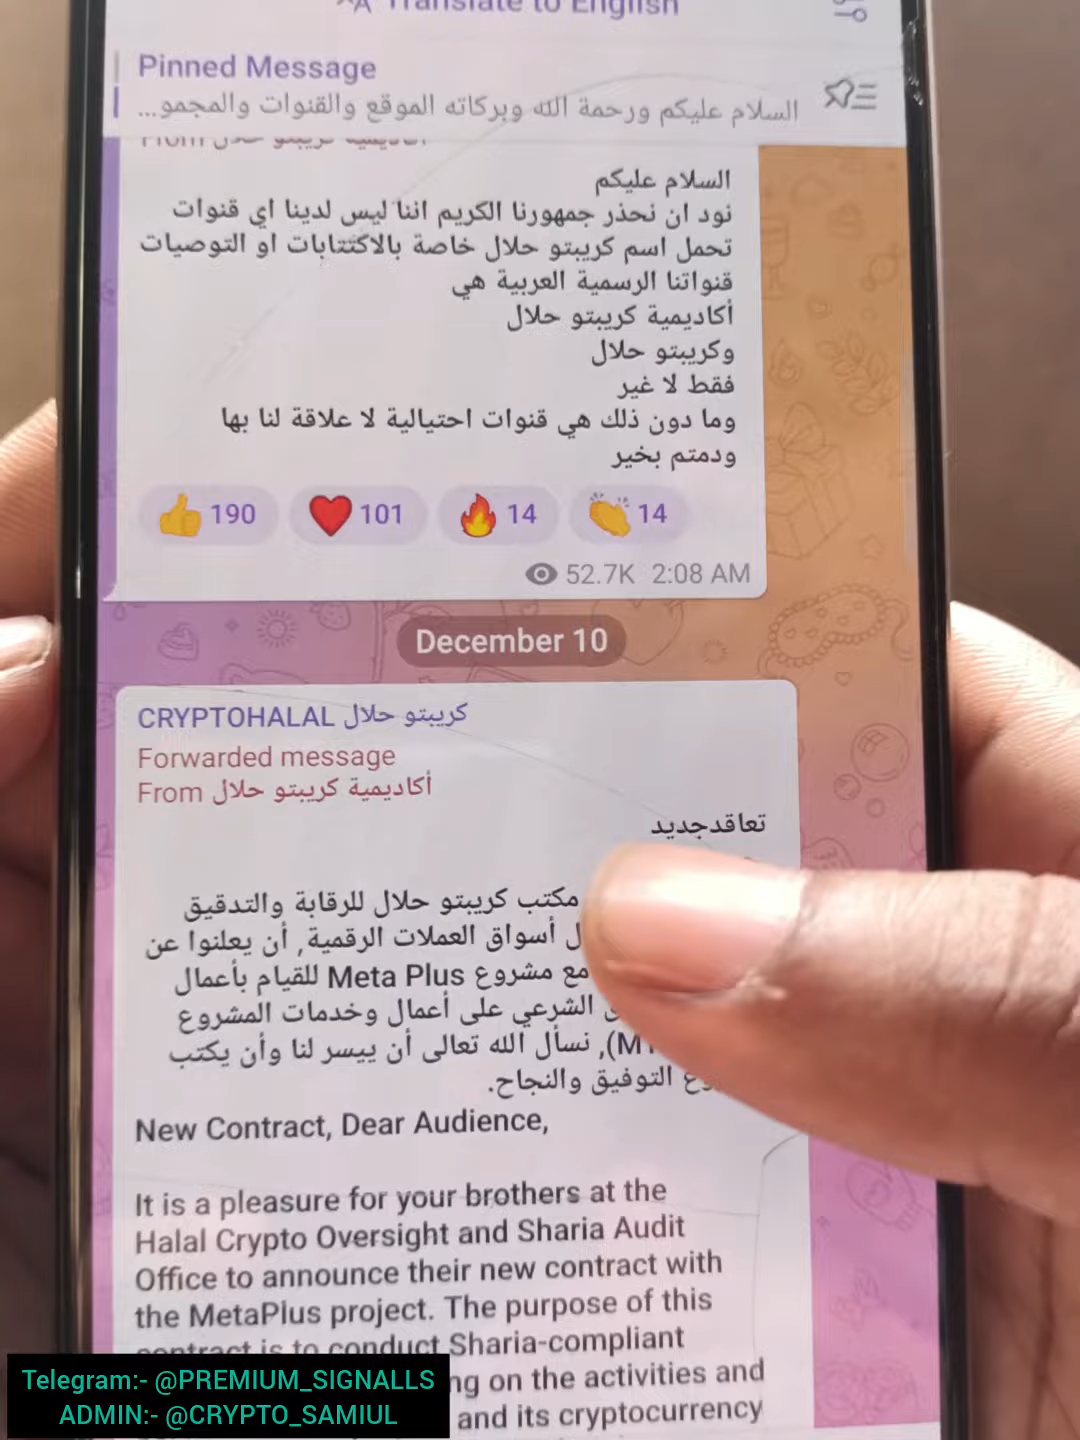 Translate to English
Pinned Message
السلام عليكم ورحمة الله وبركاته الموقع والقنوات والمجمو...
From أكاديمية كريبتو حلال
السلام عليكم
نود ان نحذر جمهورنا الكريم اننا ليس لدينا اي قنوات
تحمل اسم كريبتو حلال خاصة بالاكتتابات او التوصيات
قنواتنا الرسمية العربية هي
أكاديمية كريبتو حلال
وكريبتو حلال
فقط لا غير
وما دون ذلك هي قنوات احتيالية لا علاقة لنا بها
ودمتم بخير
190 101 14 14
52.7K 2:08 AM
December 10
CRYPTOHALAL كريبتو حلال
Forwarded message
From أكاديمية كريبتو حلال
تعاقدجديد
مكتب كريبتو حلال للرقابة والتدقيق
أسواق العملات الرقمية, أن يعلنوا عن
مع مشروع Meta Plus للقيام بأعمال
الشرعي على أعمال وخدمات المشروع
نسأل الله تعالى أن ييسر لنا وأن يكتب
التوفيق والنجاح.
New Contract, Dear Audience,
It is a pleasure for your brothers at the
Halal Crypto Oversight and Sharia Audit
Office to announce their new contract with
the MetaPlus project. The purpose of this
contract is to conduct Sharia-compliant
on the activities and
and its cryptocurrency
Telegram:- @PREMIUM_SIGNALLS
ADMIN:- @CRYPTO_SAMIUL